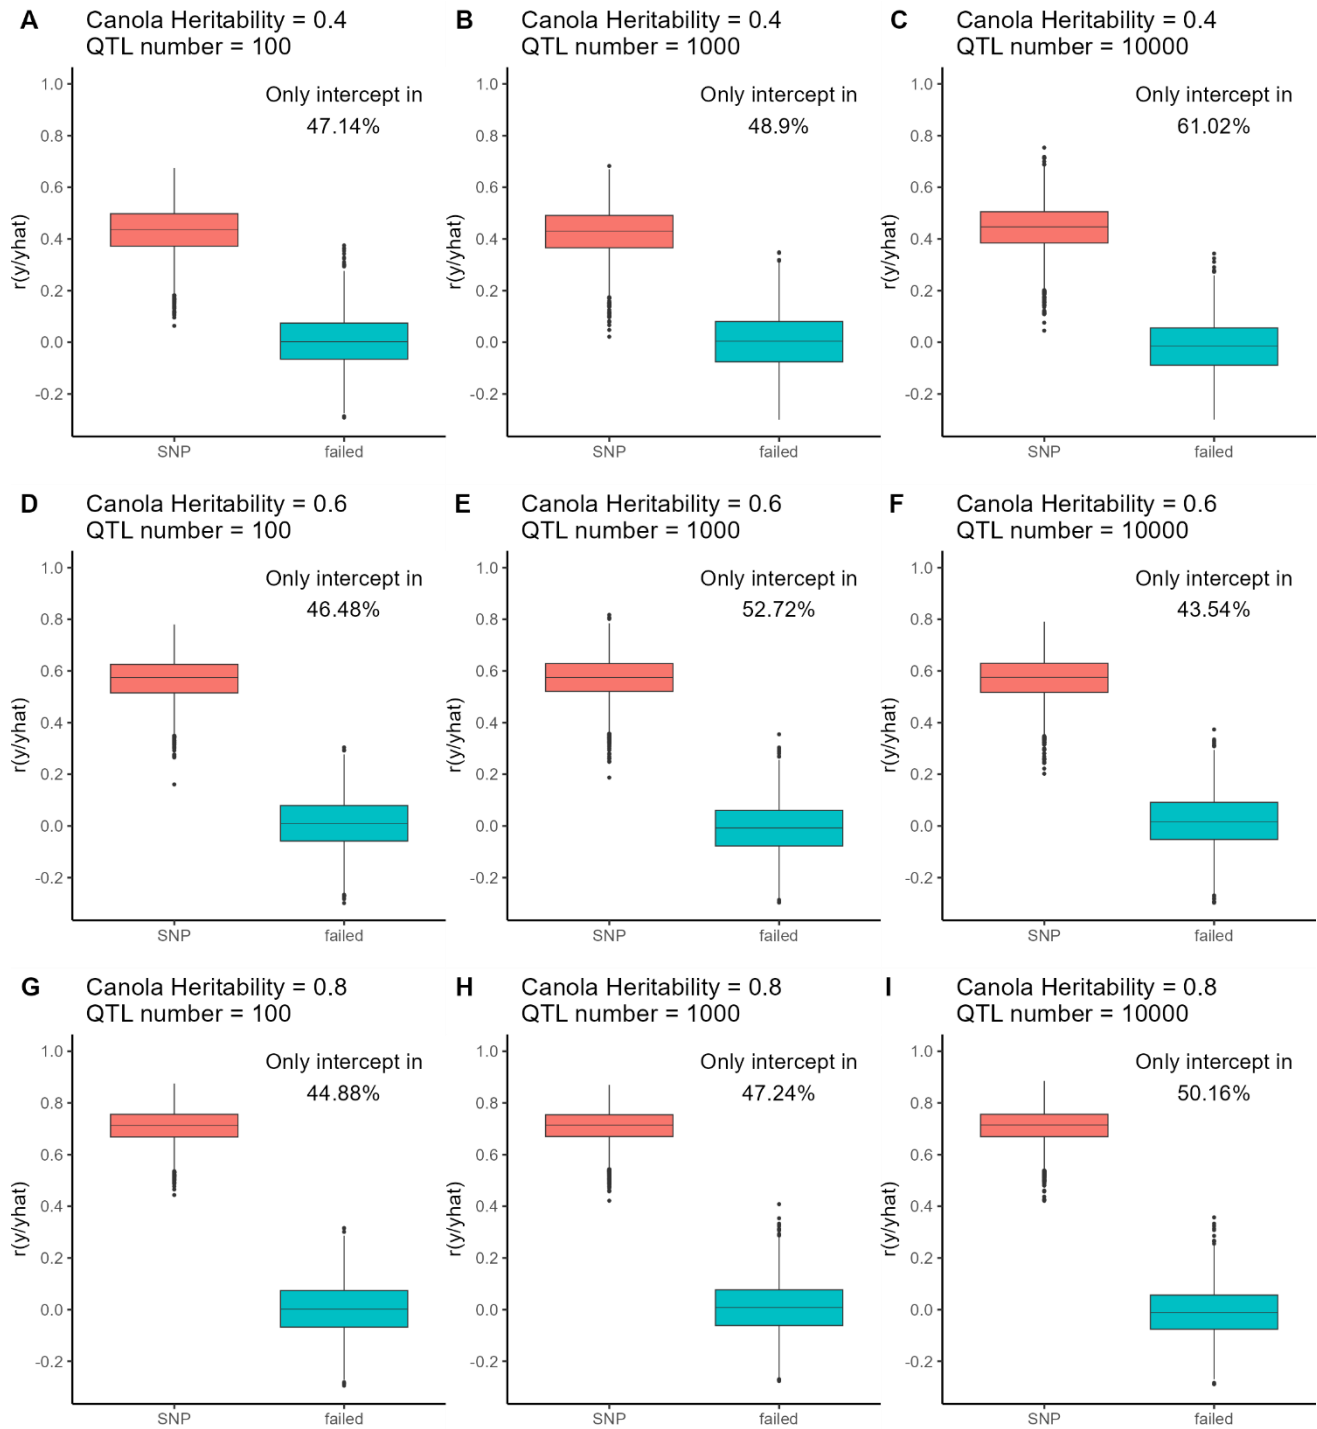 A
Canola Heritability = 0.4
QTL number = 100
Only intercept in
47.14%
1.0
0.8
0.6
0.4
0.2
0.0
-0.2
r(y/yhat)
SNP
failed
B
Canola Heritability = 0.4
QTL number = 1000
Only intercept in
48.9%
1.0
0.8
0.6
0.4
0.2
0.0
-0.2
r(y/yhat)
SNP
failed
C
Canola Heritability = 0.4
QTL number = 10000
Only intercept in
61.02%
1.0
0.8
0.6
0.4
0.2
0.0
-0.2
r(y/yhat)
SNP
failed
D
Canola Heritability = 0.6
QTL number = 100
Only intercept in
46.48%
1.0
0.8
0.6
0.4
0.2
0.0
-0.2
r(y/yhat)
SNP
failed
E
Canola Heritability = 0.6
QTL number = 1000
Only intercept in
52.72%
1.0
0.8
0.6
0.4
0.2
0.0
-0.2
r(y/yhat)
SNP
failed
F
Canola Heritability = 0.6
QTL number = 10000
Only intercept in
43.54%
1.0
0.8
0.6
0.4
0.2
0.0
-0.2
r(y/yhat)
SNP
failed
G
Canola Heritability = 0.8
QTL number = 100
Only intercept in
44.88%
1.0
0.8
0.6
0.4
0.2
0.0
-0.2
r(y/yhat)
SNP
failed
H
Canola Heritability = 0.8
QTL number = 1000
Only intercept in
47.24%
1.0
0.8
0.6
0.4
0.2
0.0
-0.2
r(y/yhat)
SNP
failed
I
Canola Heritability = 0.8
QTL number = 10000
Only intercept in
50.16%
1.0
0.8
0.6
0.4
0.2
0.0
-0.2
r(y/yhat)
SNP
failed